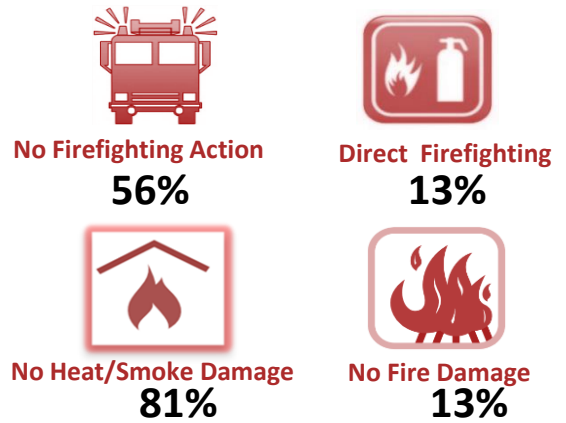 No Firefighting Action
56%
Direct Firefighting
13%
No Heat/Smoke Damage
81%
No Fire Damage
13%